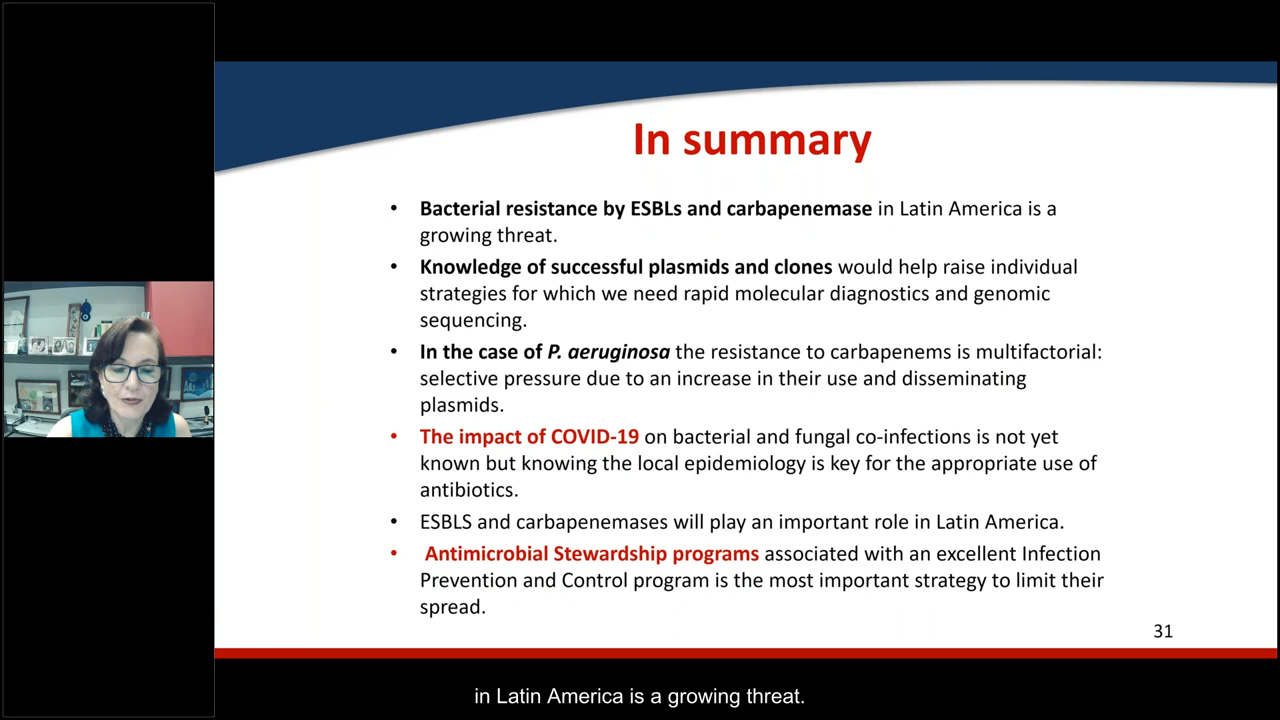 In summary
• Bacterial resistance by ESBLs and carbapenemase in Latin America is a
growing threat.
• Knowledge of successful plasmids and clones would help raise individual
strategies for which we need rapid molecular diagnostics and genomic
sequencing.
• In the case of P. aeruginosa the resistance to carbapenems is multifactorial:
selective pressure due to an increase in their use and disseminating
plasmids.
• The impact of COVID-19 on bacterial and fungal co-infections is not yet
known but knowing the local epidemiology is key for the appropriate use of
antibiotics.
• ESBLS and carbapenemases will play an important role in Latin America.
• Antimicrobial Stewardship programs associated with an excellent Infection
Prevention and Control program is the most important strategy to limit their
spread.
31
in Latin America is a growing threat.